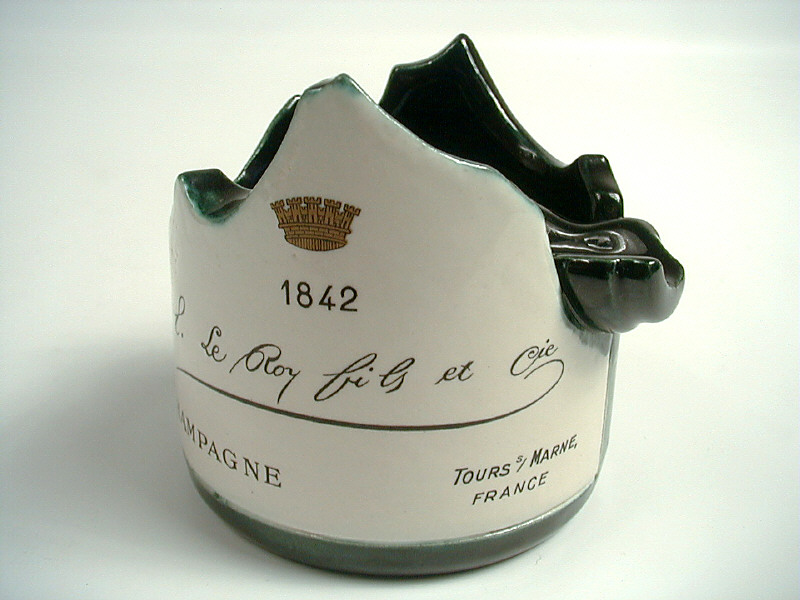 1842
L. Le Roy fils et Cie
AMPAGNE
TOURS s/ MARNE,
FRANCE